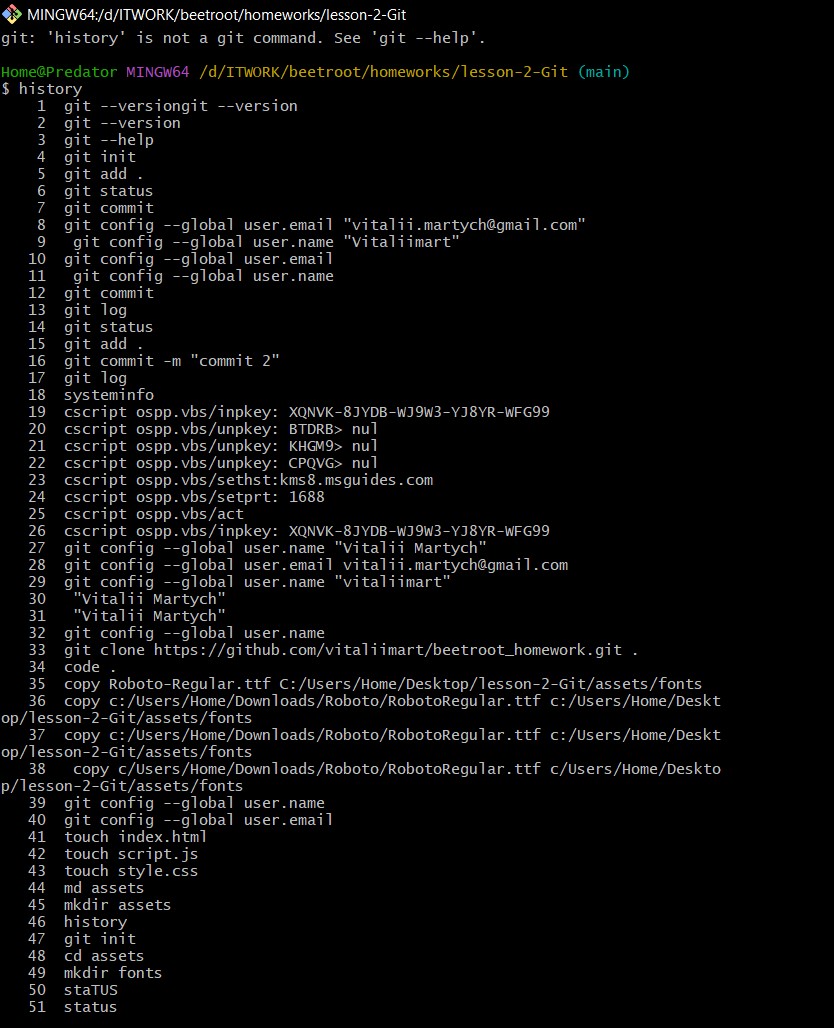 MINGW64:/d/ITWORK/beetroot/homeworks/lesson-2-Git
git: 'history' is not a git command. See 'git --help'.
Home@Predator MINGW64 /d/ITWORK/beetroot/homeworks/lesson-2-Git (main)
$ history
1 git --versiongit --version
2 git --version
3 git --help
4 git init
5 git add .
6 git status
7 git commit
8 git config --global user.email "vitalii.martych@gmail.com"
9 git config --global user.name "Vitaliimart"
10 git config --global user.email
11 git config --global user.name
12 git commit
13 git log
14 git status
15 git add .
16 git commit -m "commit 2"
17 git log
18 systeminfo
19 cscript ospp.vbs/inpkey: XQNVK-8JYDB-WJ9W3-YJ8YR-WFG99
20 cscript ospp.vbs/unpkey: BTDRB> nul
21 cscript ospp.vbs/unpkey: KHGM9> nul
22 cscript ospp.vbs/unpkey: CPQVG> nul
23 cscript ospp.vbs/sethst:kms8.msguides.com
24 cscript ospp.vbs/setprt: 1688
25 cscript ospp.vbs/act
26 cscript ospp.vbs/inpkey: XQNVK-8JYDB-WJ9W3-YJ8YR-WFG99
27 git config --global user.name "Vitalii Martych"
28 git config --global user.email vitalii.martych@gmail.com
29 git config --global user.name "vitaliimart"
30 "Vitalii Martych"
31 "Vitalii Martych"
32 git config --global user.name
33 git clone https://github.com/vitaliimart/beetroot_homework.git .
34 code .
35 copy Roboto-Regular.ttf C:/Users/Home/Desktop/lesson-2-Git/assets/fonts
36 copy c:/Users/Home/Downloads/Roboto/RobotoRegular.ttf c:/Users/Home/Deskt
op/lesson-2-Git/assets/fonts
37 copy c:/Users/Home/Downloads/Roboto/RobotoRegular.ttf c:/Users/Home/Deskt
op/lesson-2-Git/assets/fonts
38 copy c/Users/Home/Downloads/Roboto/RobotoRegular.ttf c/Users/Home/Deskto
p/lesson-2-Git/assets/fonts
39 git config --global user.name
40 git config --global user.email
41 touch index.html
42 touch script.js
43 touch style.css
44 md assets
45 mkdir assets
46 history
47 git init
48 cd assets
49 mkdir fonts
50 staTUS
51 status